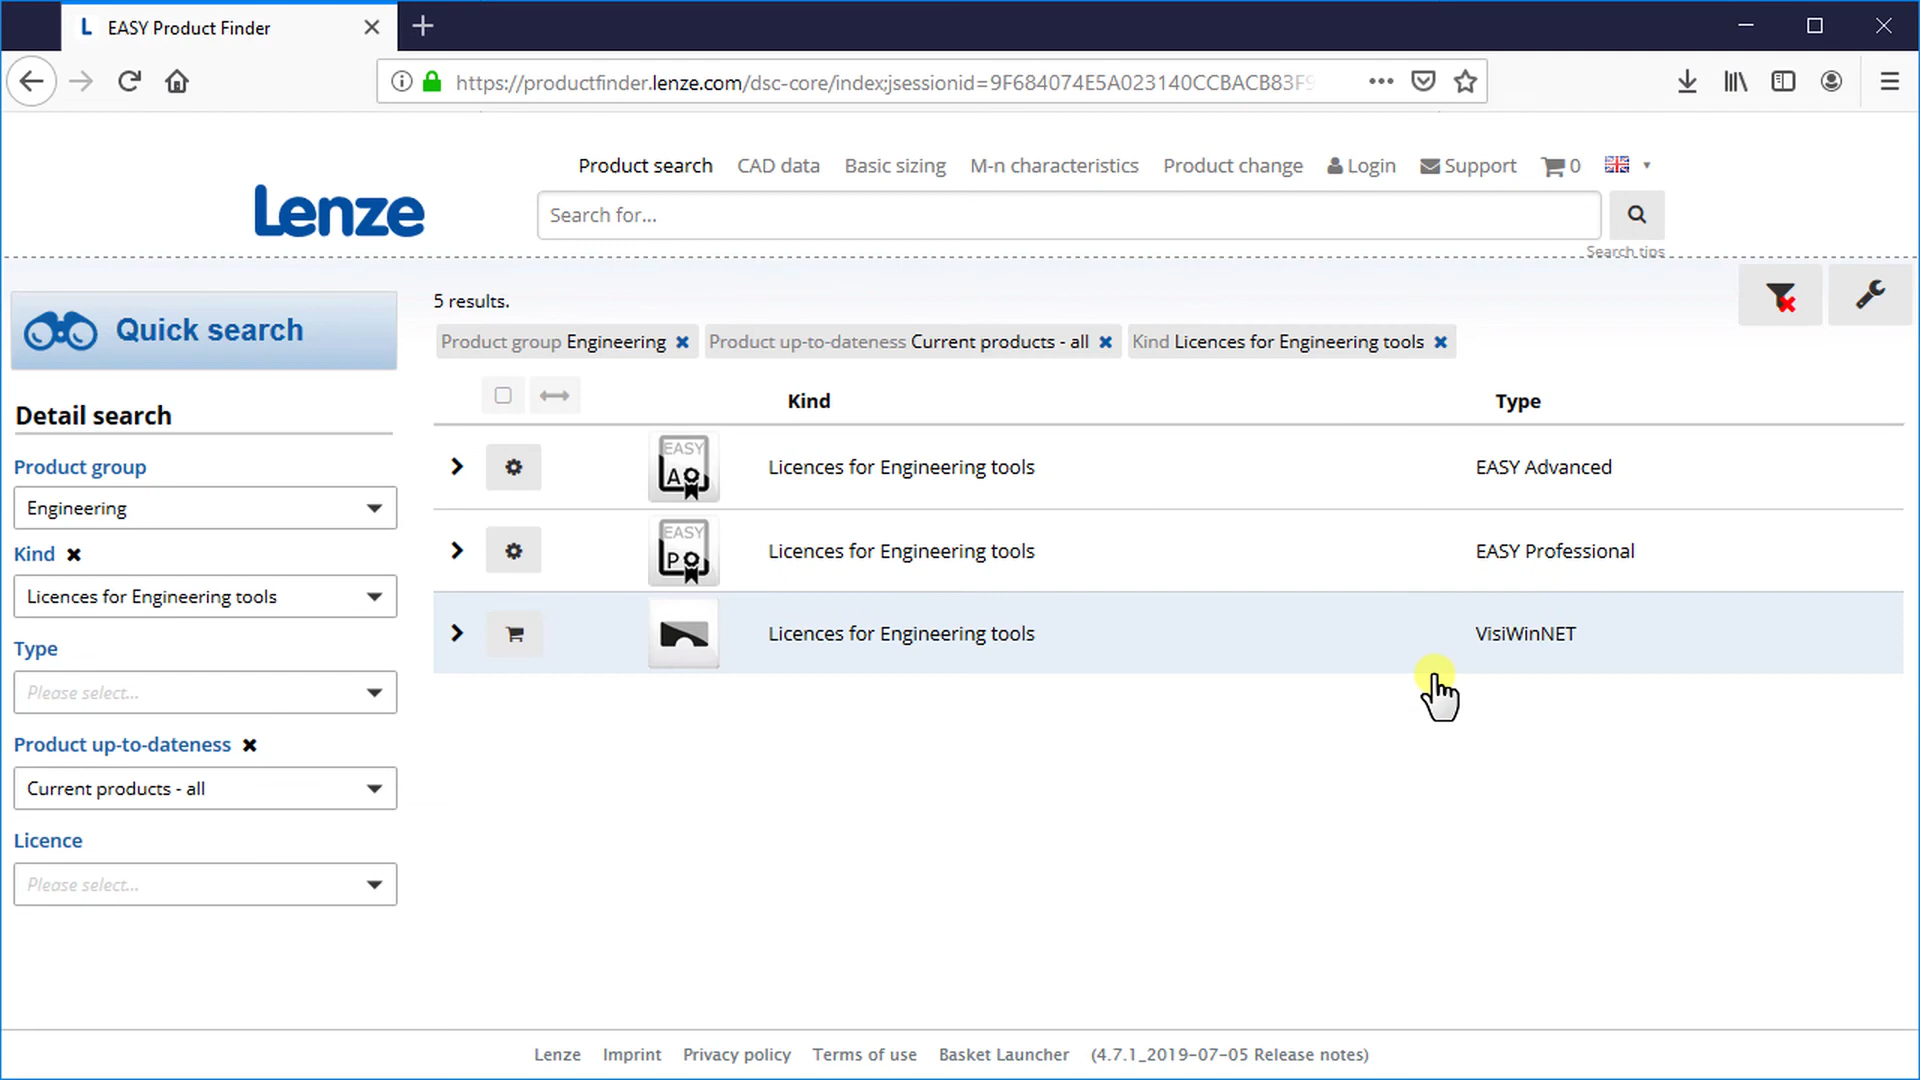 EASY Product Finder
https://productfinder.lenze.com/dsc-core/index;jsessionid=9F684074E5A023140CCBACB83F9
Product search CAD data Basic sizing M-n characteristics Product change Login Support 0
Lenze
Search for...
Search tips
Quick search
5 results.
Product group Engineering Product up-to-dateness Current products - all Kind Licences for Engineering tools
Detail search
Kind Type
Product group
Engineering
EASY A Licences for Engineering tools EASY Advanced
Kind
EASY P Licences for Engineering tools EASY Professional
Licences for Engineering tools
Licences for Engineering tools VisiWinNET
Type
Please select...
Product up-to-dateness
Current products - all
Licence
Please select...
Lenze Imprint Privacy policy Terms of use Basket Launcher (4.7.1_2019-07-05 Release notes)